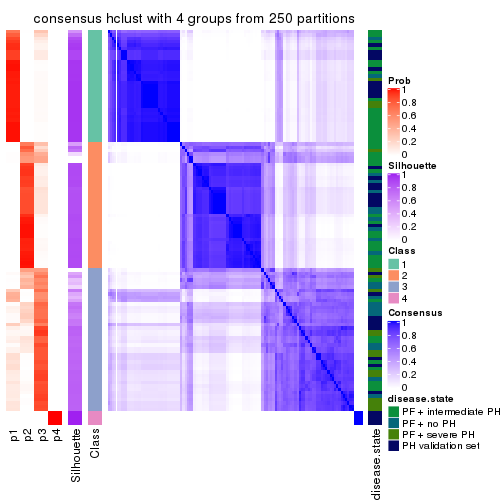 consensus hclust with 4 groups from 250 partitions
Prob
1
0.8
0.6
0.4
0.2
0
Silhouette
1
0.8
0.6
0.4
0.2
0
Class
1
2
3
4
Consensus
1
0.8
0.6
0.4
0.2
0
disease.state
PF + intermediate PH
PF + no PH
PF + severe PH
PH validation set
p1
p2
p3
p4
Silhouette
Class
disease.state